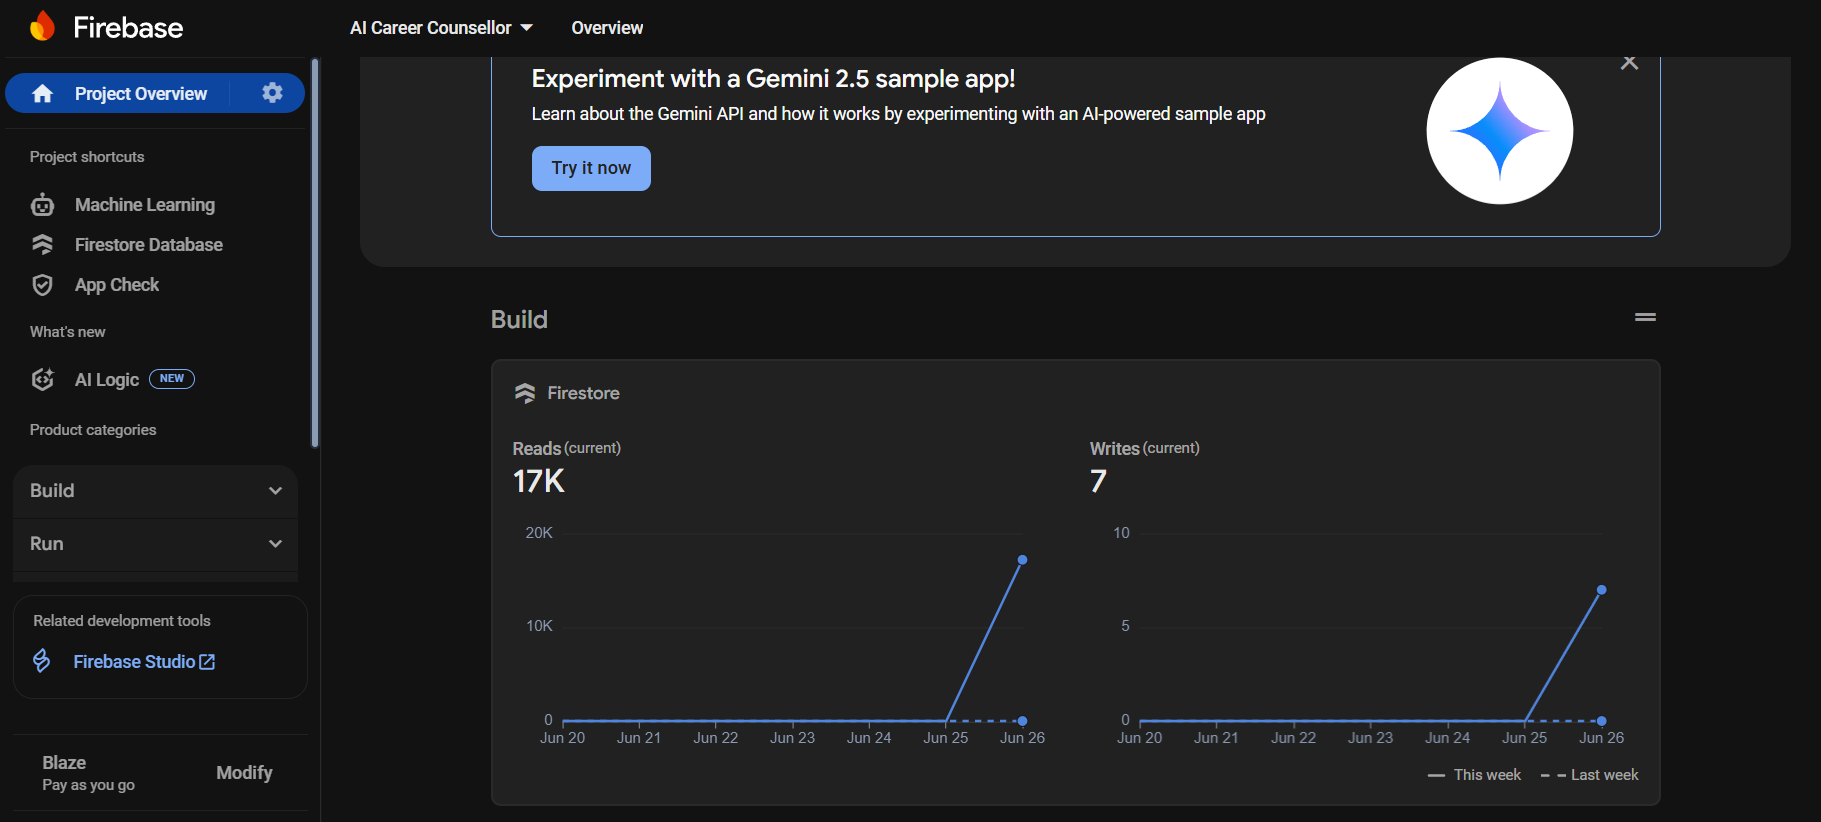 Firebase
AI Career Counsellor
Overview
Project Overview
Project shortcuts
Machine Learning
Firestore Database
App Check
What's new
AI Logic NEW
Product categories
Build
Run
Related development tools
Firebase Studio
Blaze
Pay as you go
Modify
Experiment with a Gemini 2.5 sample app!
Learn about the Gemini API and how it works by experimenting with an AI-powered sample app
Try it now
Build
Firestore
Reads (current)
17K
20K
10K
0
Jun 20 Jun 21 Jun 22 Jun 23 Jun 24 Jun 25 Jun 26
Writes (current)
7
10
5
0
Jun 20 Jun 21 Jun 22 Jun 23 Jun 24 Jun 25 Jun 26
This week Last week